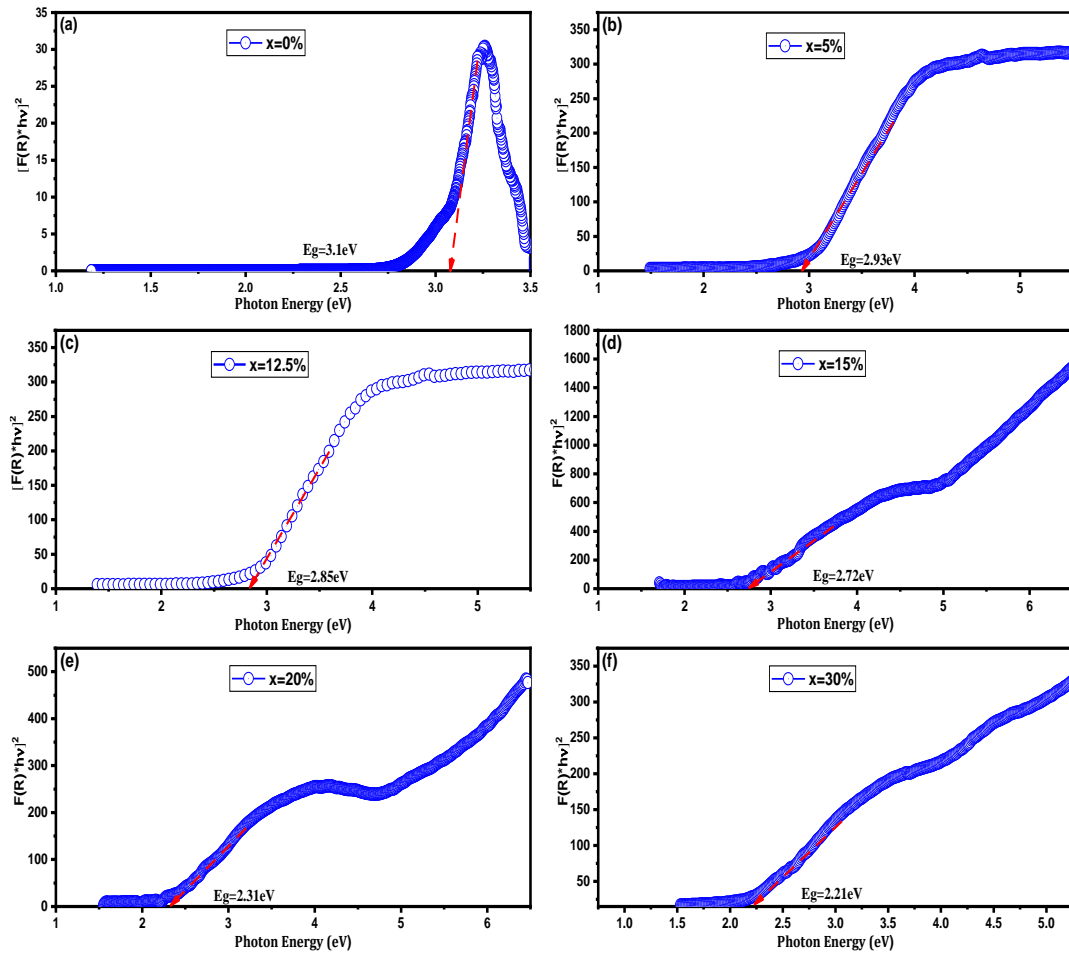 (a)
x=0%
[F(R)*hν]²
35
30
25
20
15
10
5
0
Eg=3.1eV
1.0 1.5 2.0 2.5 3.0 3.5
Photon Energy (eV)
(b)
x=5%
[F(R)*hν]²
350
300
250
200
150
100
50
0
Eg=2.93eV
1 2 3 4 5
Photon Energy (eV)
(c)
x=12.5%
[F(R)*hν]²
350
300
250
200
150
100
50
0
Eg=2.85eV
1 2 3 4 5
Photon Energy (eV)
(d)
x=15%
F(R)*hν]²
1800
1600
1400
1200
1000
800
600
400
200
0
Eg=2.72eV
1 2 3 4 5 6
Photon Energy (eV)
(e)
x=20%
F(R)*hν]²
500
400
300
200
100
0
Eg=2.31eV
1 2 3 4 5 6
Photon Energy (eV)
(f)
x=30%
F(R)*hν]²
350
300
250
200
150
100
50
Eg=2.21eV
1.0 1.5 2.0 2.5 3.0 3.5 4.0 4.5 5.0
Photon Energy (eV)